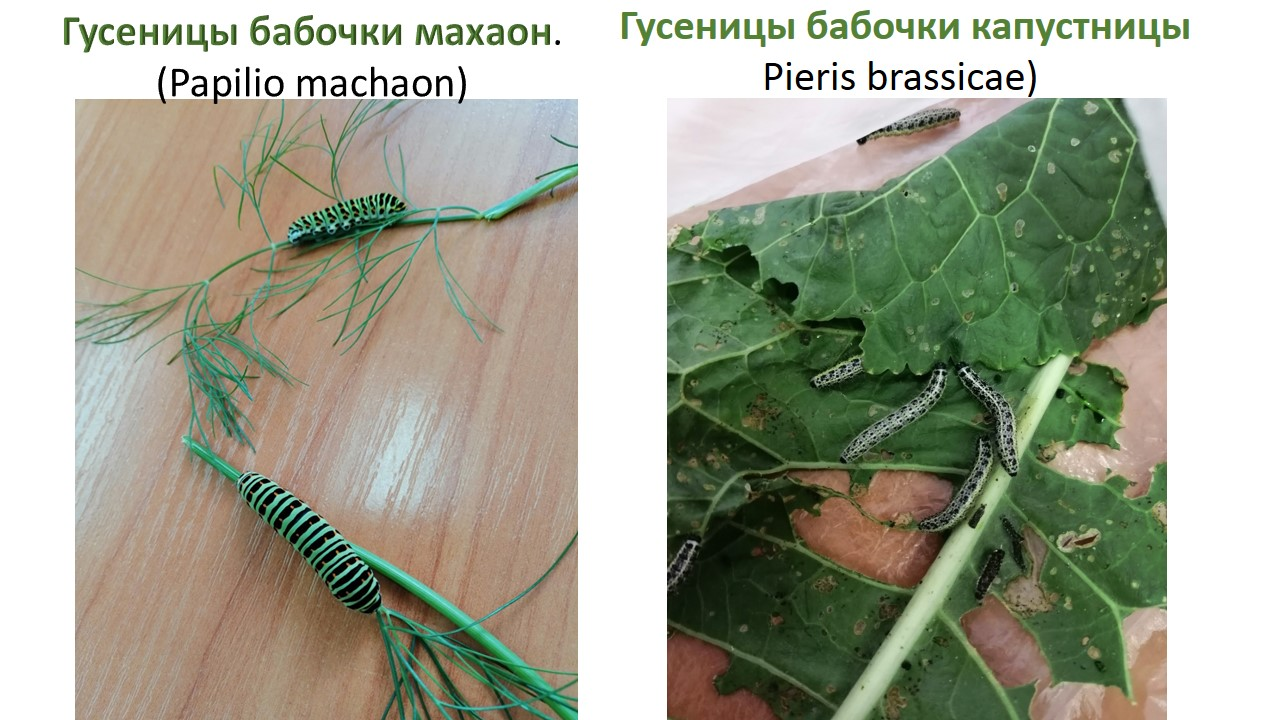 Гусеницы бабочки махаон.
(Papilio machaon)
Гусеницы бабочки капустницы
Pieris brassicae)